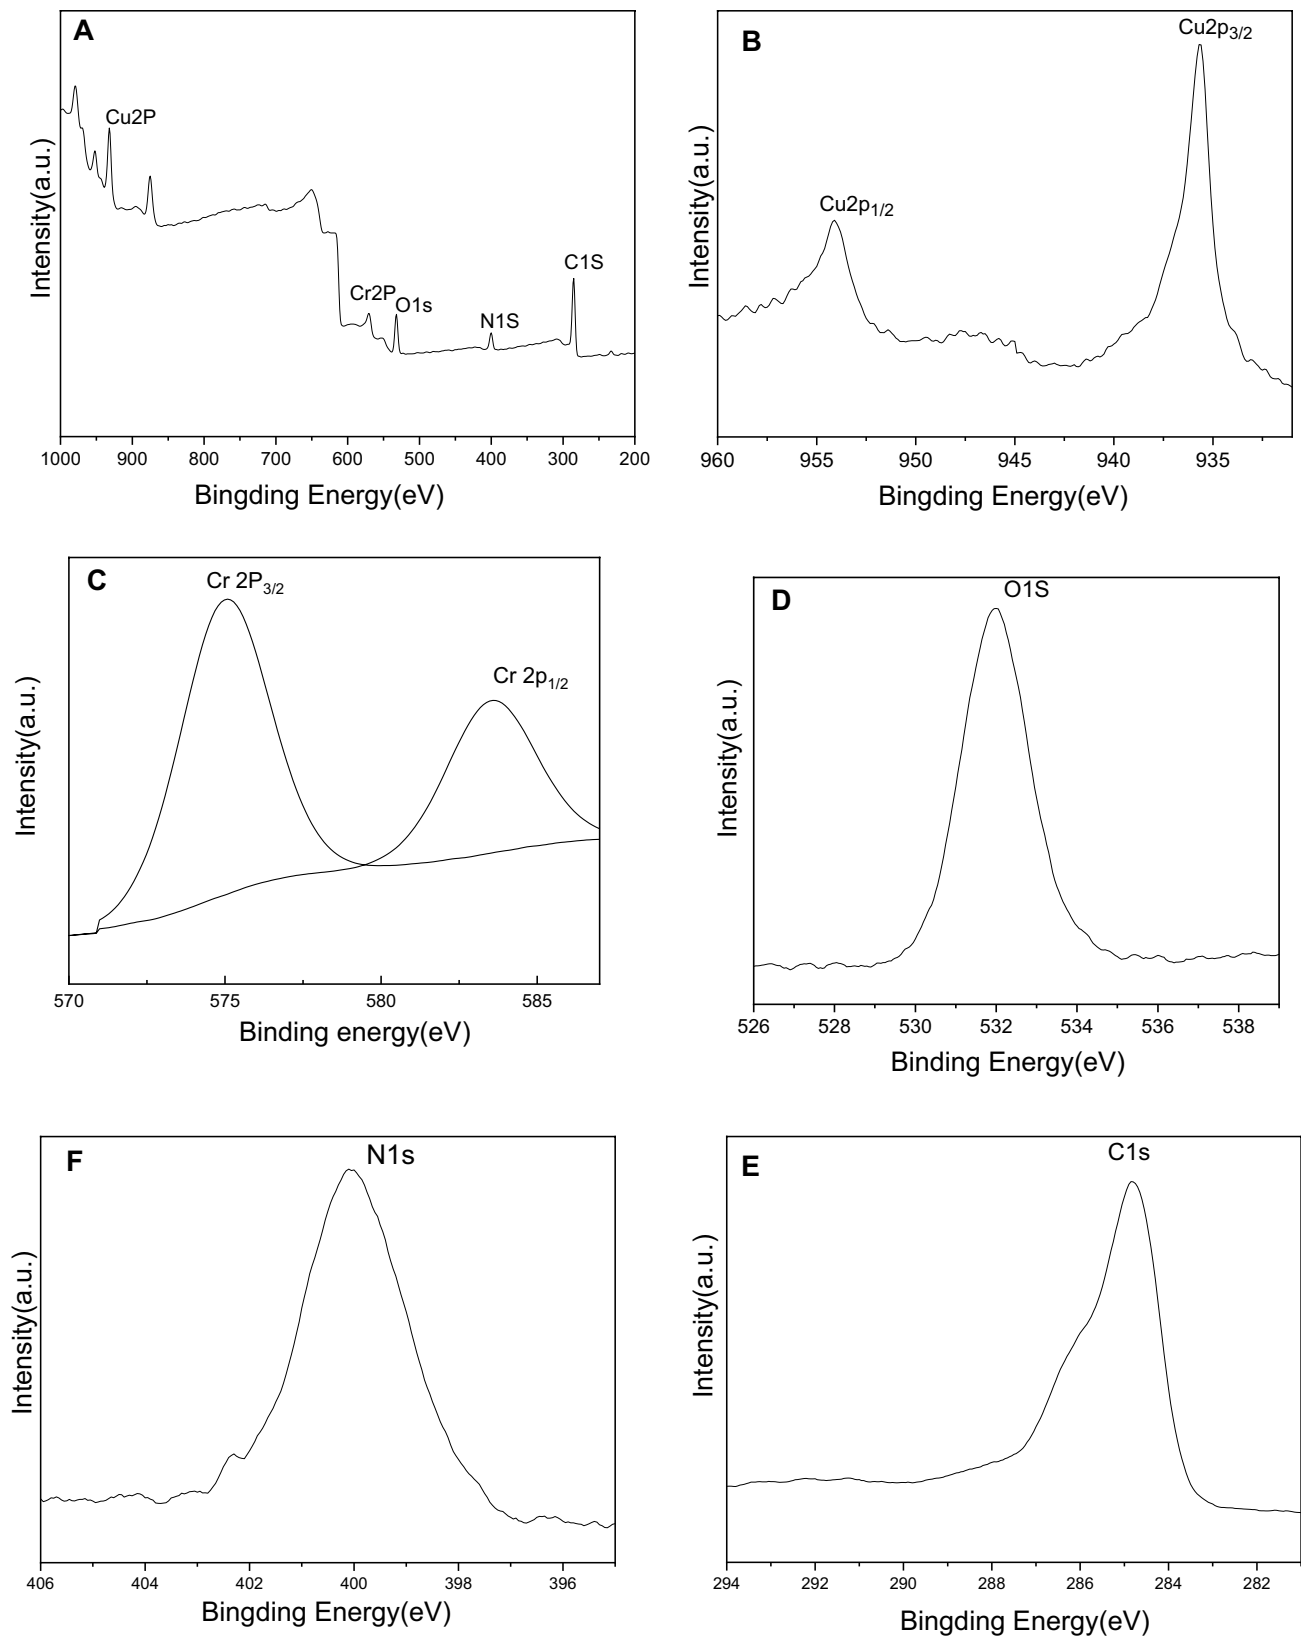 A
Cu2P
Cr2P
O1s
N1S
C1S
Intensity(a.u.)
1000 900 800 700 600 500 400 300 200
Bingding Energy(eV)
B
Cu2p3/2
Cu2p1/2
Intensity(a.u.)
960 955 950 945 940 935
Bingding Energy(eV)
C
Cr 2P3/2
Cr 2p1/2
Intensity(a.u.)
570 575 580 585
Binding energy(eV)
D
O1S
Intensity(a.u.)
526 528 530 532 534 536 538
Binding Energy(eV)
F
N1s
Intensity(a.u.)
406 404 402 400 398 396
Bingding Energy(eV)
E
C1s
Intensity(a.u.)
294 292 290 288 286 284 282
Bingding Energy(eV)